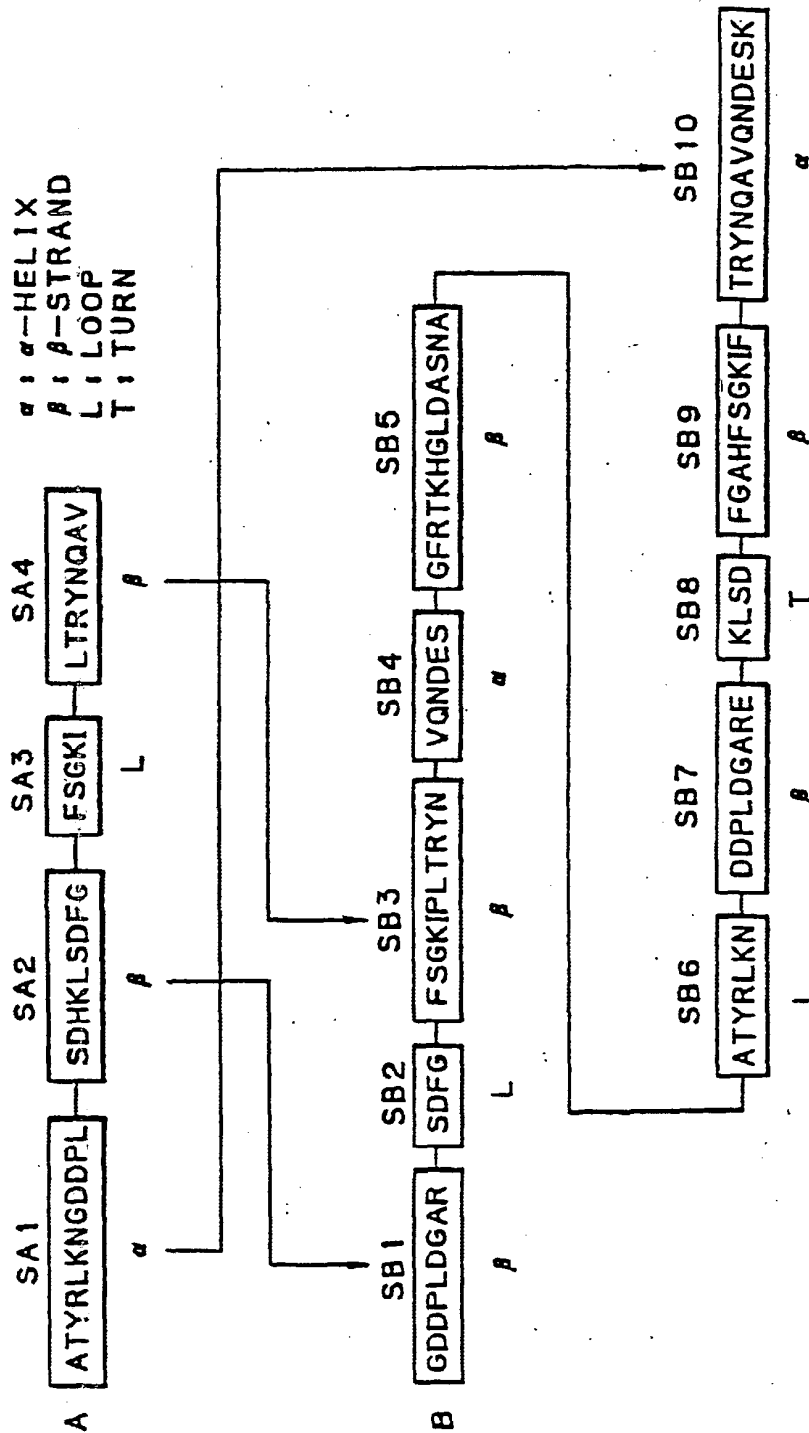 α : α-HELIX
β : β-STRAND
L : LOOP
T : TURN
SA1 SA2 SA3 SA4
A ATYRLKNGDDPL SDHKLSDFG FSGKI LTRYNQAV
α β L β
SB1 SB2 SB3 SB4 SB5
B GDDPLDGAR SDFG FSGKIPLTRYN VQNDES GFRTKHGLDASNA
β L β α β
SB6 SB7 SB8 SB9 SB10
ATYRLKN DDPLDGARE KLSD FGAHFSGKIF TRYNQAVQNDESK
β T β α